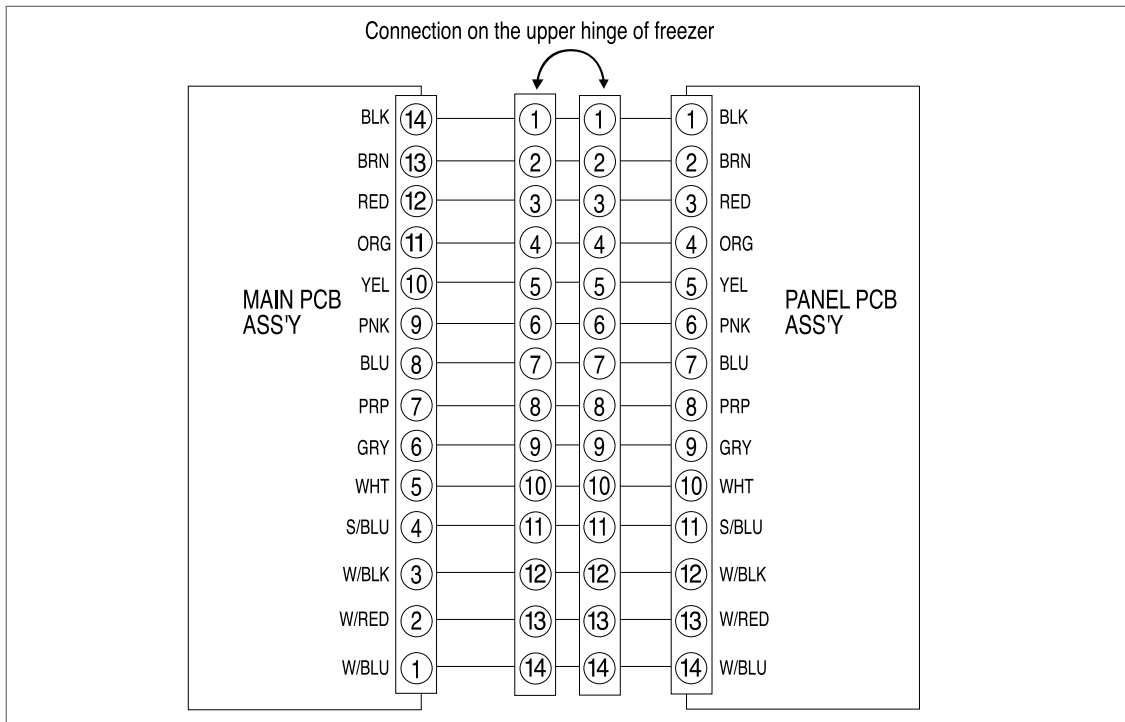 Connection on the upper hinge of freezer
BLK 14 1 1 1 BLK
BRN 13 2 2 2 BRN
RED 12 3 3 3 RED
ORG 11 4 4 4 ORG
YEL 10 5 5 5 YEL
MAIN PCB
ASS'Y
PANEL PCB
ASS'Y
PNK 9 6 6 6 PNK
BLU 8 7 7 7 BLU
PRP 7 8 8 8 PRP
GRY 6 9 9 9 GRY
WHT 5 10 10 10 WHT
S/BLU 4 11 11 11 S/BLU
W/BLK 3 12 12 12 W/BLK
W/RED 2 13 13 13 W/RED
W/BLU 1 14 14 14 W/BLU